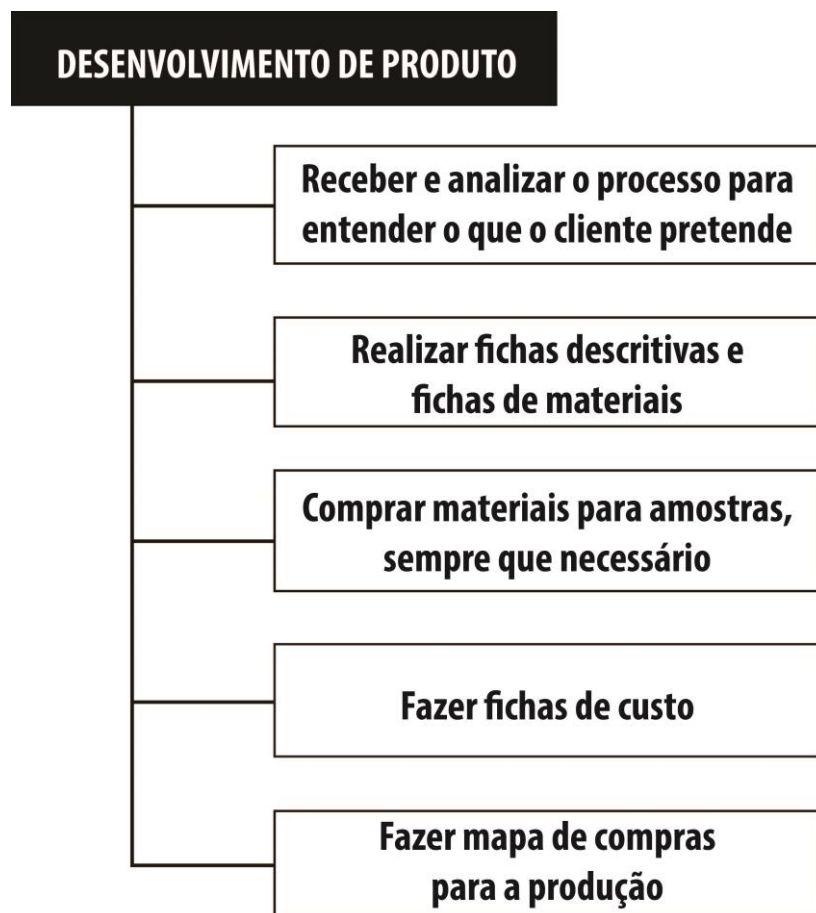 DESENVOLVIMENTO DE PRODUTO
Receber e analizar o processo para
entender o que o cliente pretende
Realizar fichas descritivas e
fichas de materiais
Comprar materiais para amostras,
sempre que necessário
Fazer fichas de custo
Fazer mapa de compras
para a produção